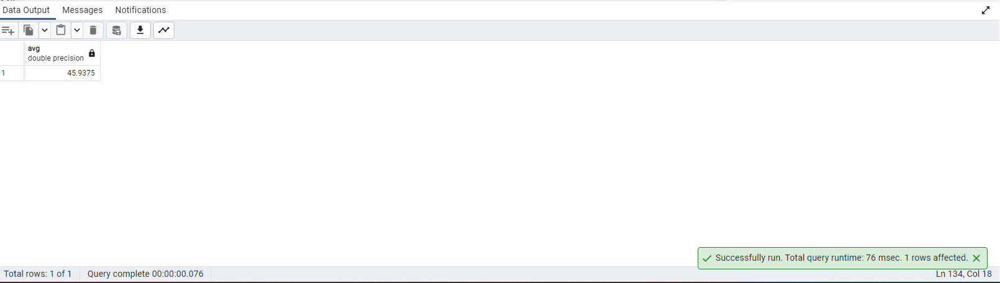 Data Output Messages Notifications
avg
double precision
1 45.9375
Successfully run. Total query runtime: 76 msec. 1 rows affected.
Total rows: 1 of 1 Query complete 00:00:00.076 Ln 134, Col 18